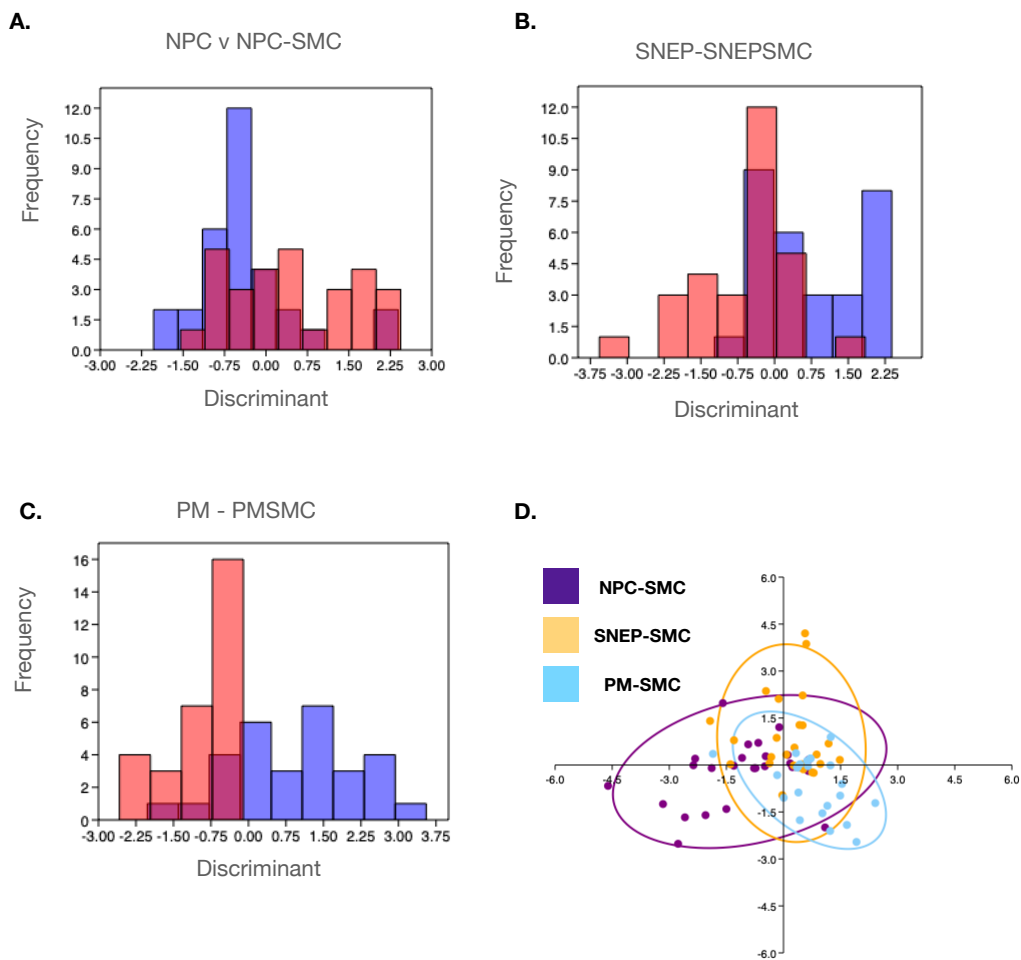 A.
NPC v NPC-SMC
Frequency
12.0
10.5
9.0
7.5
6.0
4.5
3.0
1.5
0.0
-3.00 -2.25 -1.50 -0.75 0.00 0.75 1.50 2.25 3.00
Discriminant
B.
SNEP-SNEPSMC
Frequency
12.0
10.5
9.0
7.5
6.0
4.5
3.0
1.5
0.0
-3.75 -3.00 -2.25 -1.50 -0.75 0.00 0.75 1.50 2.25
Discriminant
C.
PM - PMSMC
Frequency
16
14
12
10
8
6
4
2
0
-3.00 -2.25 -1.50 -0.75 0.00 0.75 1.50 2.25 3.00 3.75
Discriminant
D.
NPC-SMC
SNEP-SMC
PM-SMC
6.0
4.5
3.0
1.5
-6.0 -4.5 -3.0 -1.5 0.0 1.5 3.0 4.5 6.0
-1.5
-3.0
-4.5
-6.0